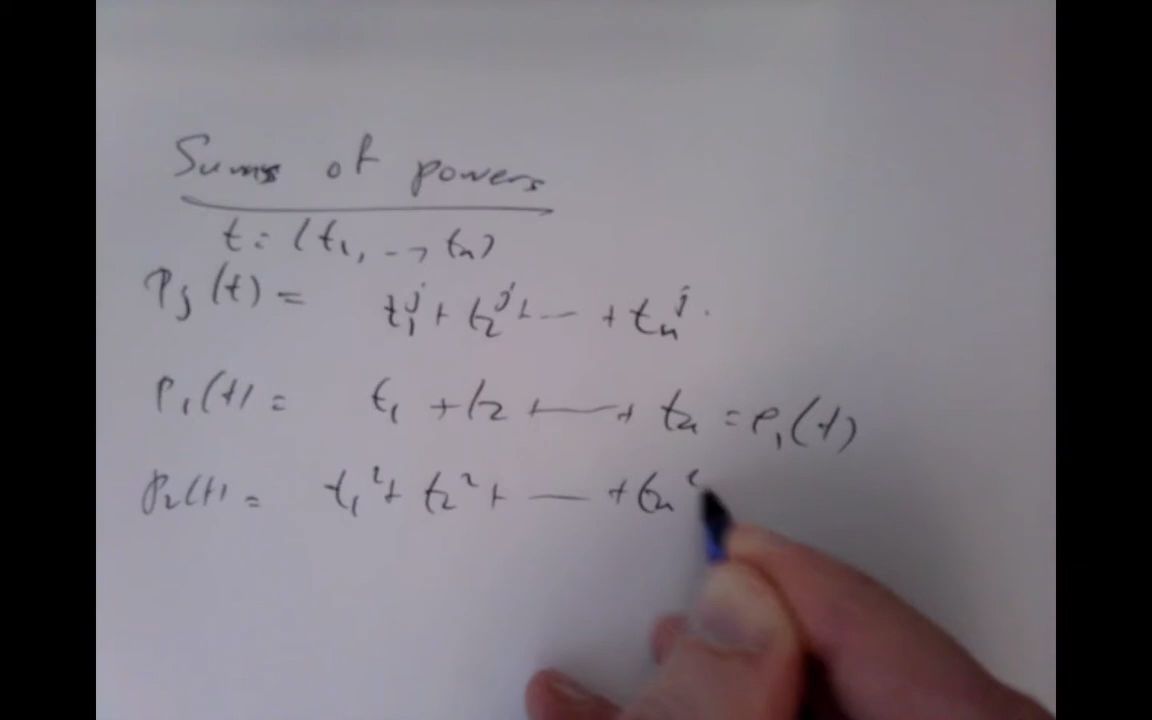 Sums of powers
t = (t₁, --, tₙ)
Pⱼ(t) = t₁ʲ + t₂ʲ + -- + tₙʲ.
P₁(t) = t₁ + t₂ + -- + tₙ = e₁(t)
P₂(t) = t₁² + t₂² + -- + tₙ²